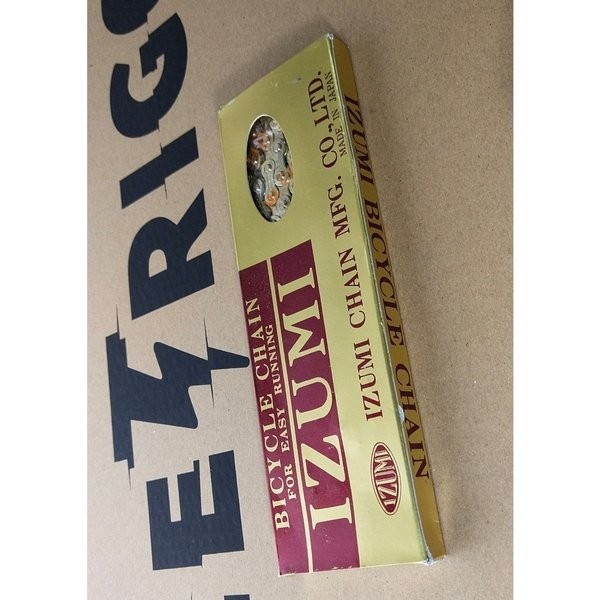 BICYCLE CHAIN
FOR EASY RUNNING
IZUMI
IZUMI CHAIN MFG. CO., LTD.
MADE IN JAPAN
IZUMI
IZUMI BICYCLE CHAIN